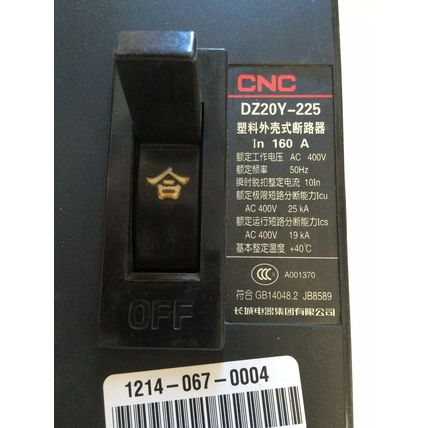 CNC
DZ20Y-225
塑料外壳式断路器
In 160 A
额定工作电压 AC 400V
额定频率 50Hz
瞬时脱扣整定电流 10In
额定极限短路分断能力Icu
AC 400V 25 kA
额定运行短路分断能力Ics
AC 400V 19 kA
基本整定温度 +40℃
CCC A001370
符合 GB14048.2 JB8589
长城电器集团有限公司
合
OFF
1214-067-0004